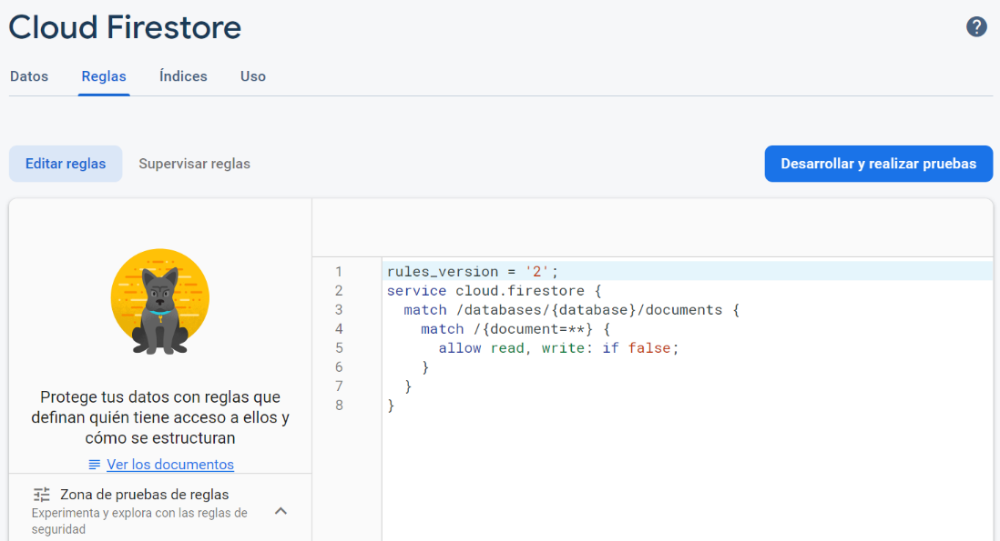 Cloud Firestore
Datos
Reglas
Índices
Uso
Editar reglas
Supervisar reglas
Desarrollar y realizar pruebas
Protege tus datos con reglas que
definan quién tiene acceso a ellos y
cómo se estructuran
Ver los documentos
Zona de pruebas de reglas
Experimenta y explora con las reglas de
seguridad
1 rules_version = '2';
2 service cloud.firestore {
3   match /databases/{database}/documents {
4     match /{document=**} {
5       allow read, write: if false;
6     }
7   }
8 }